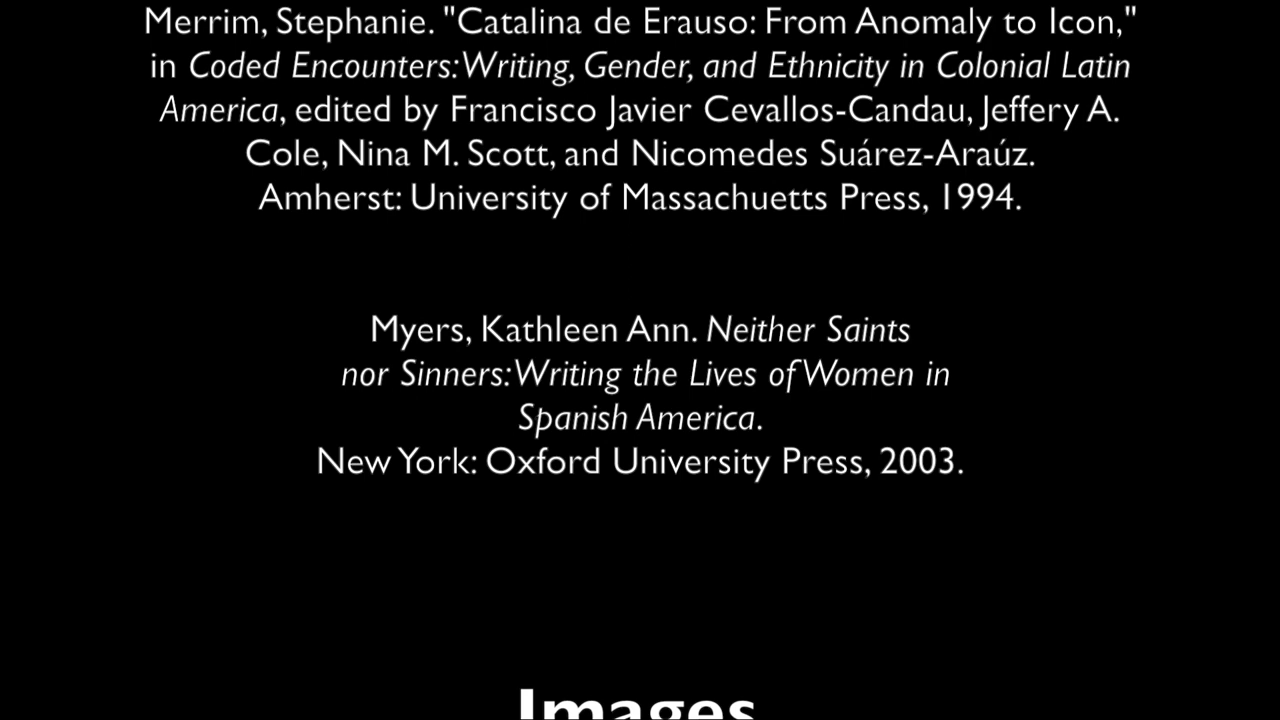 Merrim, Stephanie. "Catalina de Erauso: From Anomaly to Icon,"
in Coded Encounters: Writing, Gender, and Ethnicity in Colonial Latin
America, edited by Francisco Javier Cevallos-Candau, Jeffery A.
Cole, Nina M. Scott, and Nicomedes Suárez-Araúz.
Amherst: University of Massachuetts Press, 1994.
Myers, Kathleen Ann. Neither Saints
nor Sinners: Writing the Lives of Women in
Spanish America.
New York: Oxford University Press, 2003.
Images